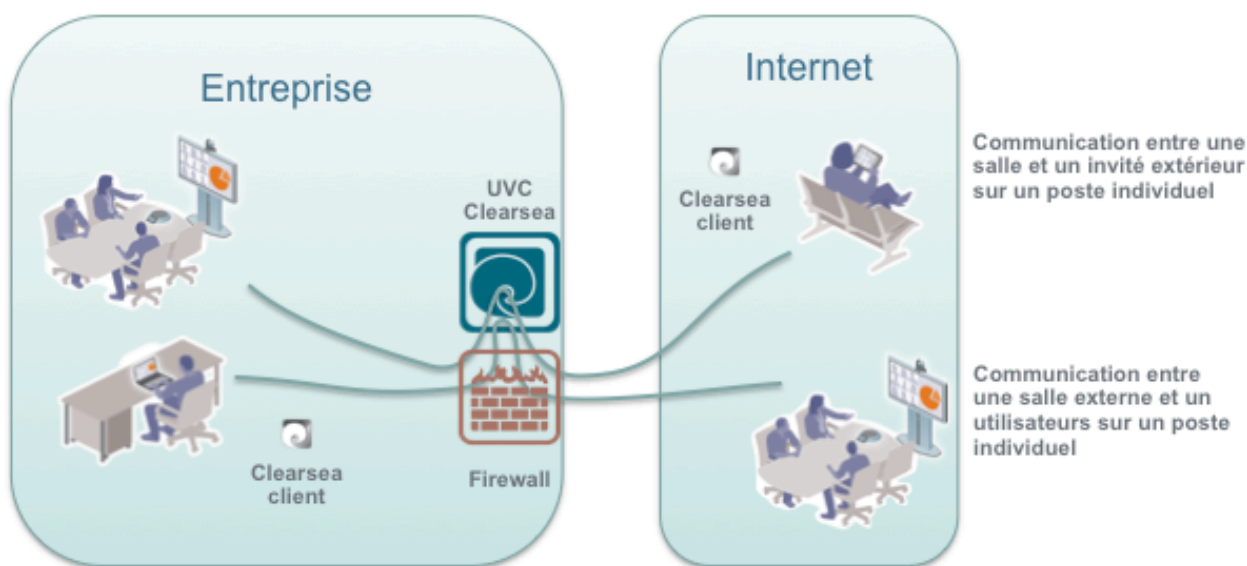 Entreprise
Internet
UVC
Clearsea
Clearsea
client
Communication entre une
salle et un invité extérieur
sur un poste individuel
Clearsea
client
Firewall
Communication entre
une salle externe et un
utilisateurs sur un poste
individuel